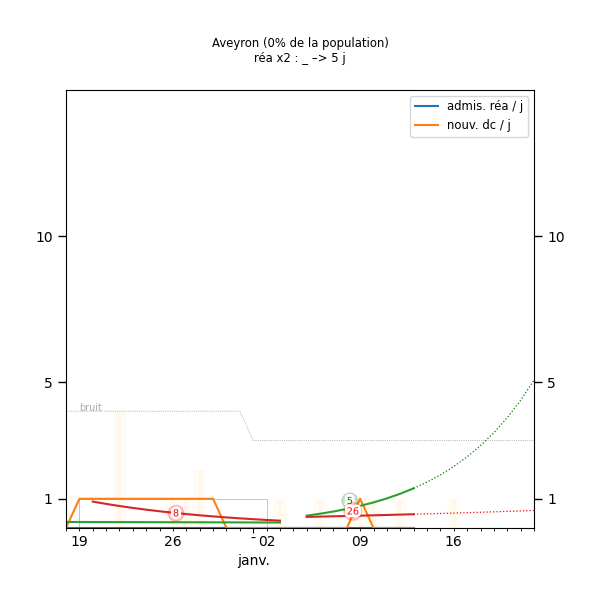 Aveyron (0% de la population)
réa x2 : _ –> 5 j
admis. réa / j
nouv. dc / j
10
10
5
5
bruit
1
1
5
8
26
19
26
- 02
09
16
janv.